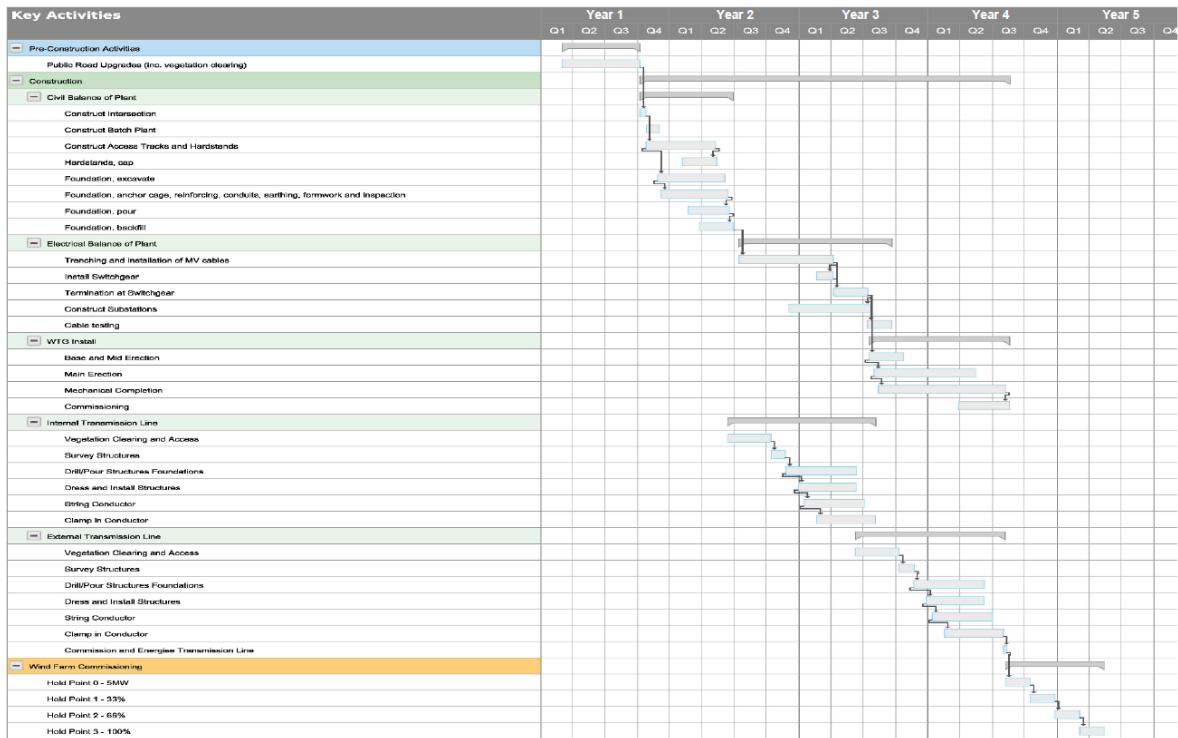 Key Activities Year 1 Year 2 Year 3 Year 4 Year 5
Q1 Q2 Q3 Q4 Q1 Q2 Q3 Q4 Q1 Q2 Q3 Q4 Q1 Q2 Q3 Q4 Q1 Q2 Q3 Q4
Pre-Construction Activities
Public Road Upgrades (inc. vegetation clearing)
Construction
Civil Balance of Plant
Construct Intersection
Construct Batch Plant
Construct Access Tracks and Hardstands
Hardstands, cap
Foundation, excavate
Foundation, anchor cage, reinforcing, conduits, earthing, formwork and inspection
Foundation, pour
Foundation, backfill
Electrical Balance of Plant
Trenching and installation of MV cables
Install Switchgear
Termination at Switchgear
Construct Substations
Cable testing
WTG Install
Base and Mid Erection
Main Erection
Mechanical Completion
Commissioning
Internal Transmission Line
Vegetation Clearing and Access
Survey Structures
Drill/Pour Structures Foundations
Dress and Install Structures
String Conductor
Clamp in Conductor
External Transmission Line
Vegetation Clearing and Access
Survey Structures
Drill/Pour Structures Foundations
Dress and Install Structures
String Conductor
Clamp in Conductor
Commission and Energise Transmission Line
Wind Farm Commissioning
Hold Point 0 - 5MW
Hold Point 1 - 33%
Hold Point 2 - 66%
Hold Point 3 - 100%